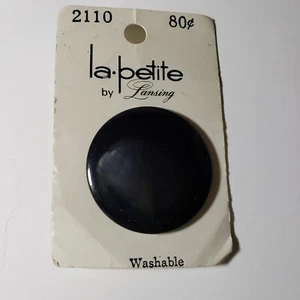 2110 80¢
la·petite
by Lansing
Washable